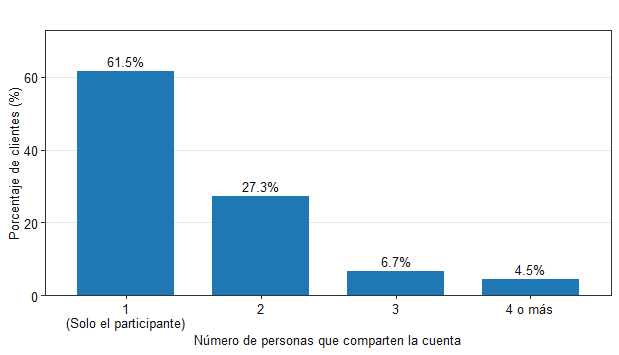 61.5%
27.3%
6.7%
4.5%
Porcentaje de clientes (%)
60
40
20
0
1
(Solo el participante)
2
3
4 o más
Número de personas que comparten la cuenta